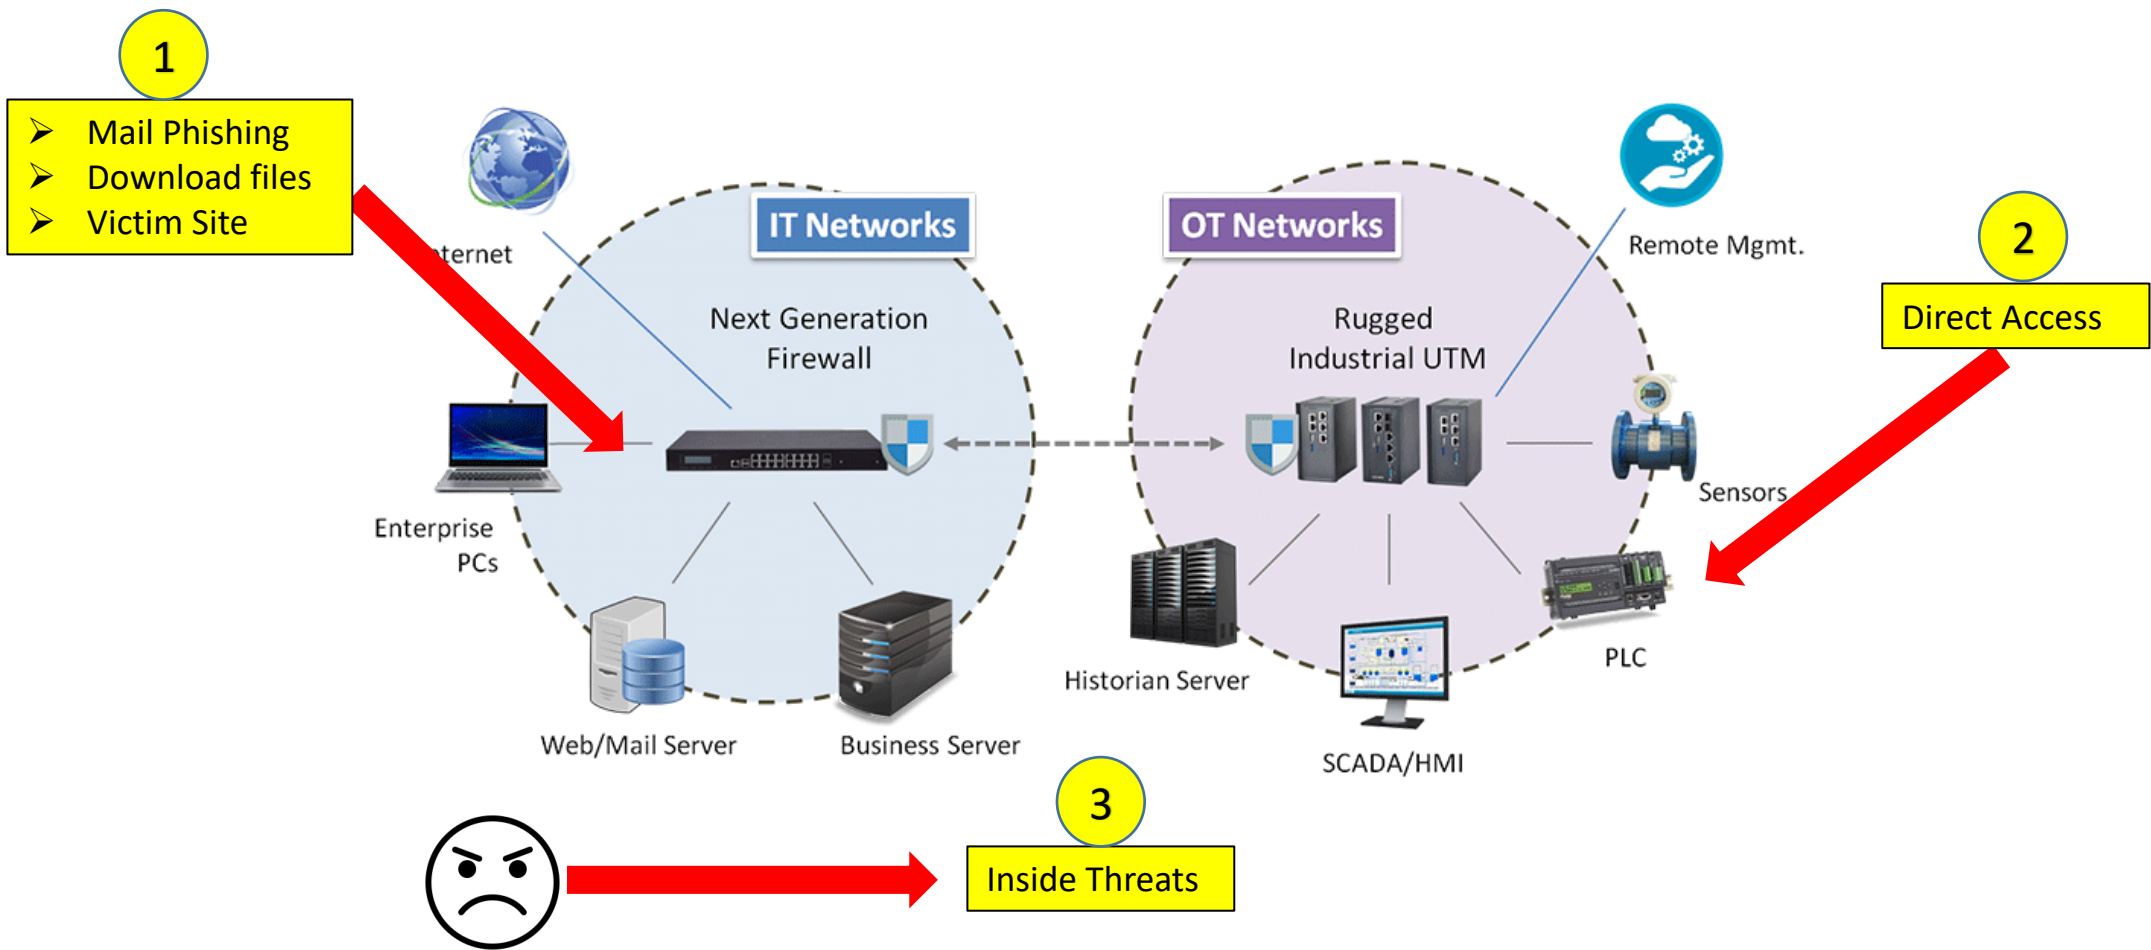 1
Mail Phishing
Download files
Victim Site
ternet
IT Networks
OT Networks
Remote Mgmt.
2
Direct Access
Next Generation
Firewall
Rugged
Industrial UTM
Enterprise
PCs
Sensors
PLC
Historian Server
Web/Mail Server
Business Server
SCADA/HMI
3
Inside Threats